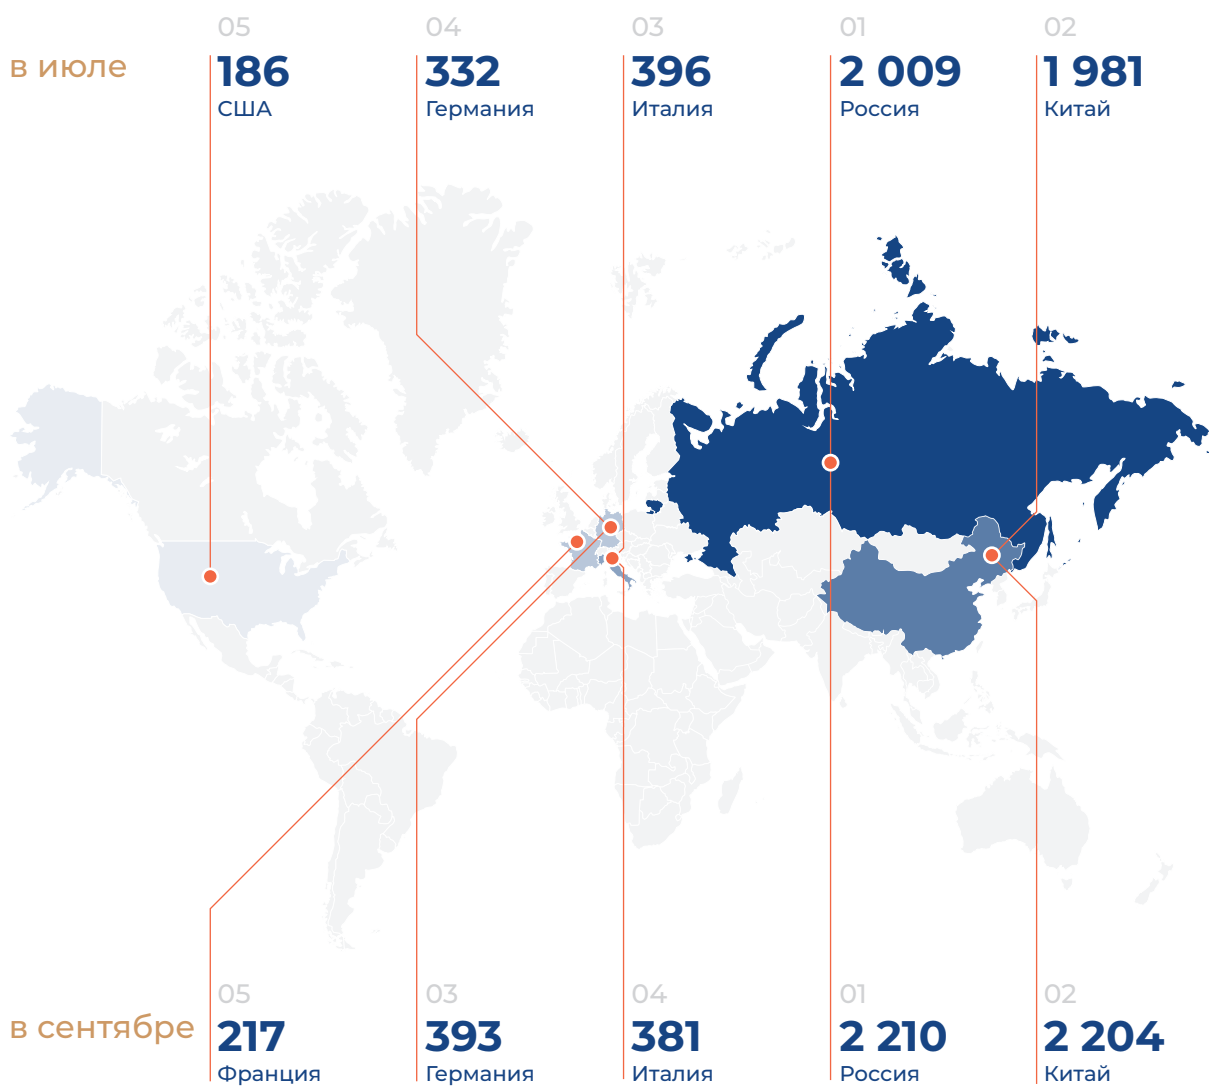 05 04 03 01 02
в июле 186 332 396 2 009 1 981
США Германия Италия Россия Китай
05 03 04 01 02
в сентябре 217 393 381 2 210 2 204
Франция Германия Италия Россия Китай